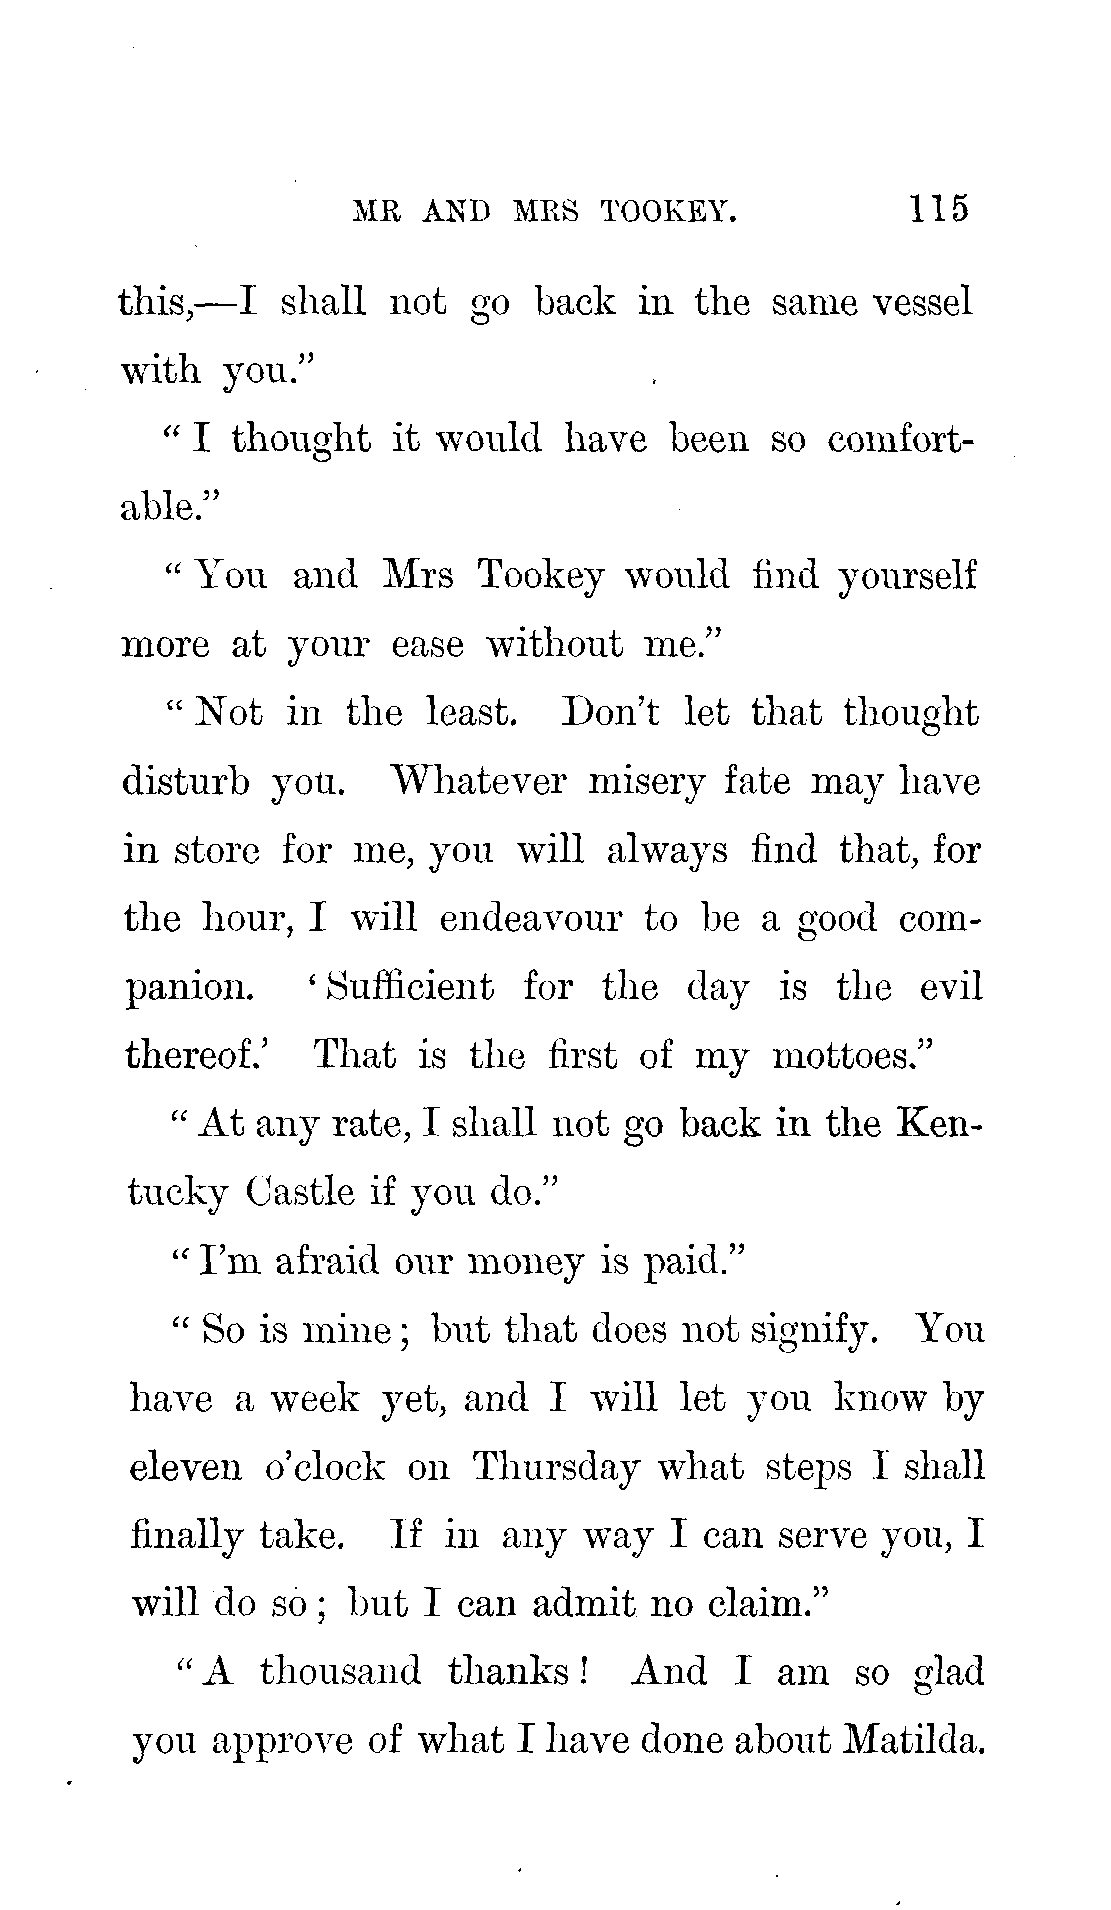 MR AND MRS TOOKEY. 115
this,—I shall not go back in the same vessel
with you.”
“ I thought it would have been so comfort-
able.”
“ You and Mrs Tookey would find yourself
more at your ease without me.”
“ Not in the least. Don’t let that thought
disturb you. Whatever misery fate may have
in store for me, you will always find that, for
the hour, I will endeavour to be a good com-
panion. ‘ Sufficient for the day is the evil
thereof.’ That is the first of my mottoes.”
“ At any rate, I shall not go back in the Ken-
tucky Castle if you do.”
“ I’m afraid our money is paid.”
“ So is mine ; but that does not signify. You
have a week yet, and I will let you know by
eleven o’clock on Thursday what steps I shall
finally take. If in any way I can serve you, I
will do so ; but I can admit no claim.”
“ A thousand thanks ! And I am so glad
you approve of what I have done about Matilda.